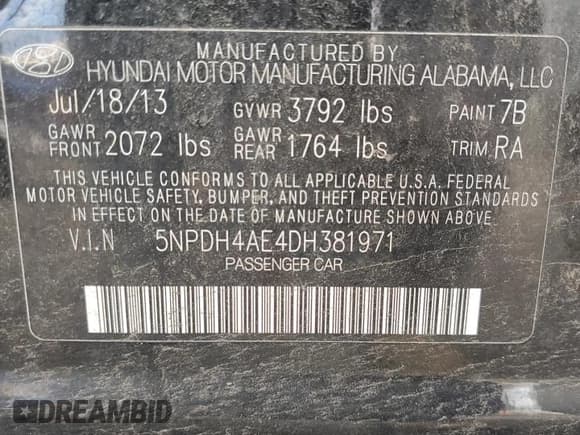 MANUFACTURED BY
HYUNDAI MOTOR MANUFACTURING ALABAMA, LLC
Jul/18/13 GVWR 3792 lbs PAINT 7B
GAWR FRONT 2072 lbs GAWR REAR 1764 lbs TRIM RA
THIS VEHICLE CONFORMS TO ALL APPLICABLE U.S.A. FEDERAL
MOTOR VEHICLE SAFETY, BUMPER, AND THEFT PREVENTION STANDARDS
IN EFFECT ON THE DATE OF MANUFACTURE SHOWN ABOVE.
V.I.N 5NPDH4AE4DH381971
PASSENGER CAR
DREAMBID